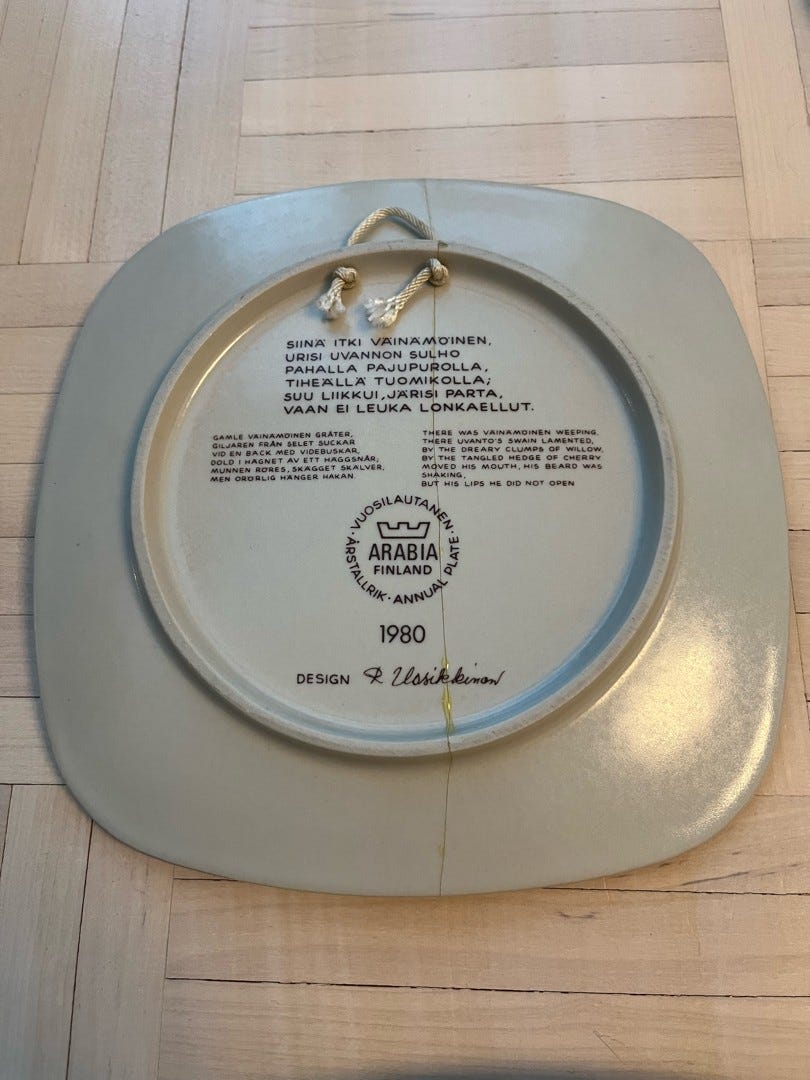 SIINÄ ITKI VÄINÄMÖINEN,
URISI UVANNON SULHO
PAHALLA PAJUPUROLLA,
TIHEÄLLÄ TUOMIKOLLA;
SUU LIIKKUI, JÄRISI PARTA,
VAAN EI LEUKA LONKAELLUT.
GAMLE VÄINÄMÖINEN GRÅTER,
GILJAREN FRÅN SELET SUCKAR
VID EN BÄCK MED VIDEBUSKAR,
DOLD I HÄGNET AV ETT HÄGGSNÅR;
MUNNEN RÖRES, SKÄGGET SKÄLVER,
MEN ORÖRLIG HÄNGER HAKAN.
THERE WAS VÄINÄMÖINEN WEEPING,
THERE UVANTO'S SWAIN LAMENTED,
BY THE DREARY CLUMPS OF WILLOW,
BY THE TANGLED HEDGE OF CHERRY
MOVED HIS MOUTH, HIS BEARD WAS
SHAKING,
BUT HIS LIPS HE DID NOT OPEN
· VUOSILAUTANEN ·
ARABIA
FINLAND
ÅRSTALLRIK · ANNUAL PLATE
1980
DESIGN R Uosikkinen